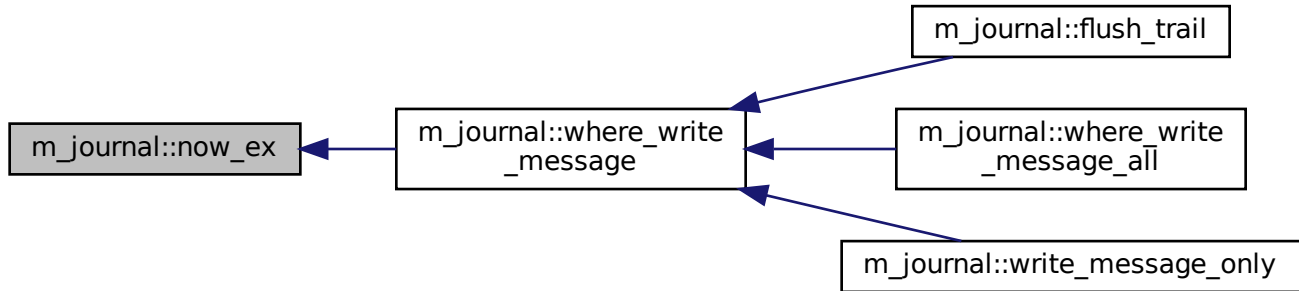 m_journal::flush_trail
m_journal::now_ex
m_journal::where_write
_message
m_journal::where_write
_message_all
m_journal::write_message_only